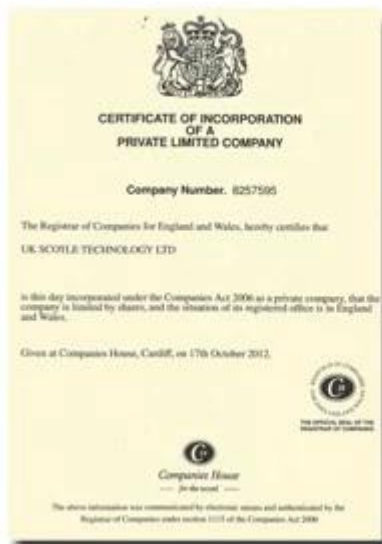 CERTIFICATE OF INCORPORATION
OF A
PRIVATE LIMITED COMPANY
Company Number. 8257595
The Registrar of Companies for England and Wales, hereby certifies that
UK SCOYLE TECHNOLOGY LTD
is this day incorporated under the Companies Act 2006 as a private company, that the
company is limited by shares, and the situation of its registered office is in England
and Wales.
Given at Companies House, Cardiff, on 17th October 2012.
THE OFFICIAL SEAL OF THE
REGISTRAR OF COMPANIES
Companies House
for the record
The above information was communicated by electronic means and authenticated by the
Registrar of Companies under section 1115 of the Companies Act 2006